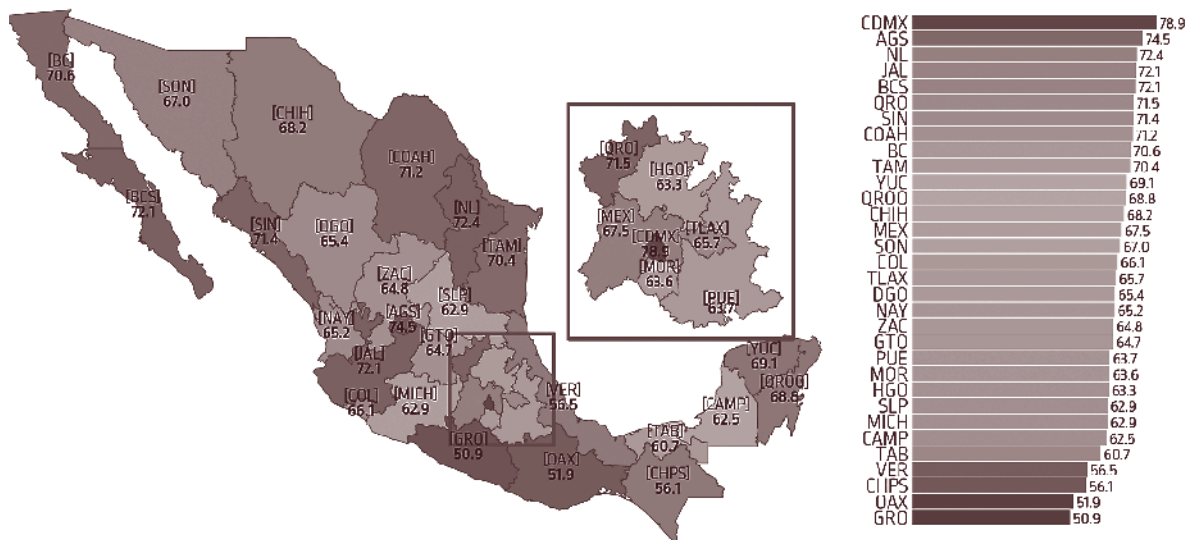 [BC]
70.6
[SON]
67.0
[CHIH]
68.2
[COAH]
71.2
[BCS]
72.1
[SIN]
71.4
[DGO]
65.4
[NL]
72.4
[TAM]
70.4
[ZAC]
64.8
[SLP]
62.9
[NAY]
65.2
[AGS]
74.5
[GTO]
64.7
[JAL]
72.1
[COL]
66.1
[MICH]
62.9
[VER]
56.5
[GRO]
50.9
[OAX]
51.9
[TAB]
60.7
[CHPS]
56.1
[CAMP]
62.5
[YUC]
69.1
[QROO]
68.8
[QRO]
71.5
[HGO]
63.3
[MEX]
67.5
[CDMX]
78.9
[TLAX]
65.7
[MOR]
63.6
[PUE]
63.7
CDMX 78.9
AGS 74.5
NL 72.4
JAL 72.1
BCS 72.1
QRO 71.5
SIN 71.4
COAH 71.2
BC 70.6
TAM 70.4
YUC 69.1
QROO 68.8
CHIH 68.2
MEX 67.5
SON 67.0
COL 66.1
TLAX 65.7
DGO 65.4
NAY 65.2
ZAC 64.8
GTO 64.7
PUE 63.7
MOR 63.6
HGO 63.3
SLP 62.9
MICH 62.9
CAMP 62.5
TAB 60.7
VER 56.5
CHPS 56.1
OAX 51.9
GRO 50.9